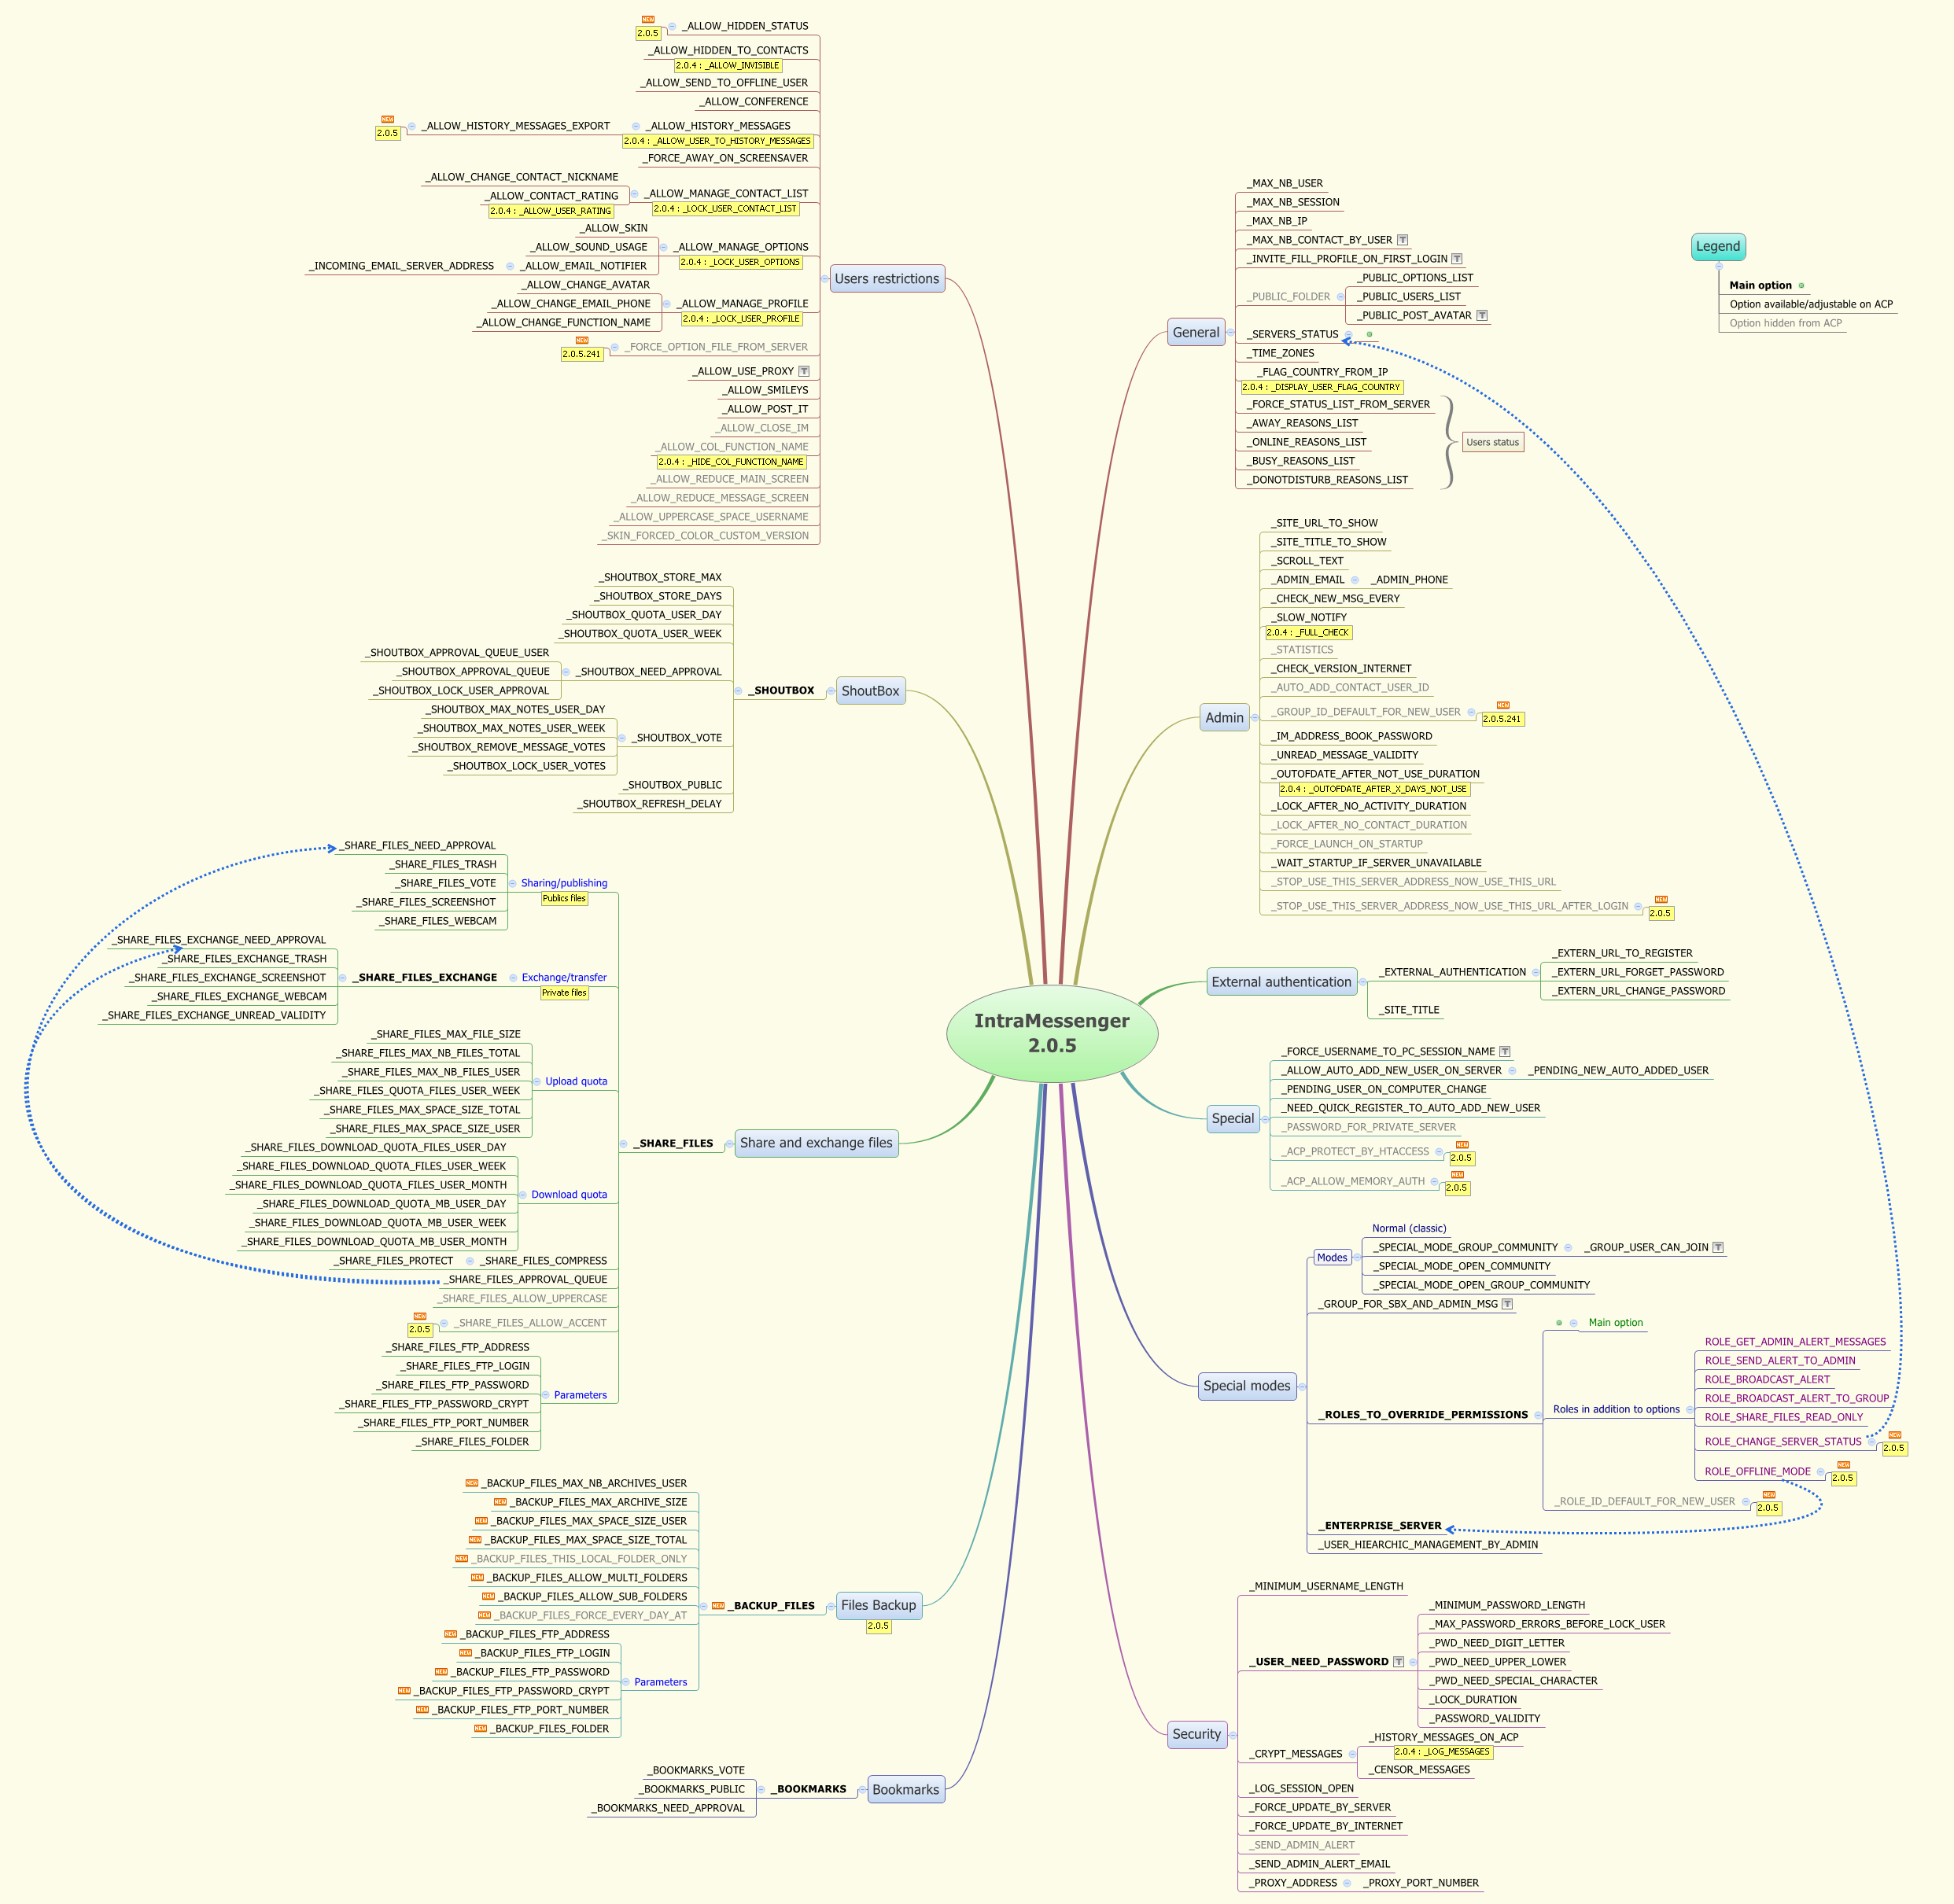 IntraMessenger
2.0.5
Legend
Main option
Option available/adjustable on ACP
Option hidden from ACP
Users restrictions
NEW
2.0.5
_ALLOW_HIDDEN_STATUS
_ALLOW_HIDDEN_TO_CONTACTS
2.0.4 : _ALLOW_INVISIBLE
_ALLOW_SEND_TO_OFFLINE_USER
_ALLOW_CONFERENCE
NEW
2.0.5
_ALLOW_HISTORY_MESSAGES_EXPORT
_ALLOW_HISTORY_MESSAGES
2.0.4 : _ALLOW_USER_TO_HISTORY_MESSAGES
_FORCE_AWAY_ON_SCREENSAVER
_ALLOW_CHANGE_CONTACT_NICKNAME
_ALLOW_CONTACT_RATING
2.0.4 : _ALLOW_USER_RATING
_ALLOW_MANAGE_CONTACT_LIST
2.0.4 : _LOCK_USER_CONTACT_LIST
_ALLOW_SKIN
_ALLOW_SOUND_USAGE
_INCOMING_EMAIL_SERVER_ADDRESS
_ALLOW_EMAIL_NOTIFIER
_ALLOW_MANAGE_OPTIONS
2.0.4 : _LOCK_USER_OPTIONS
_ALLOW_CHANGE_AVATAR
_ALLOW_CHANGE_EMAIL_PHONE
_ALLOW_CHANGE_FUNCTION_NAME
_ALLOW_MANAGE_PROFILE
2.0.4 : _LOCK_USER_PROFILE
NEW
2.0.5.241
_FORCE_OPTION_FILE_FROM_SERVER
_ALLOW_USE_PROXY
_ALLOW_SMILEYS
_ALLOW_POST_IT
_ALLOW_CLOSE_IM
_ALLOW_COL_FUNCTION_NAME
2.0.4 : _HIDE_COL_FUNCTION_NAME
_ALLOW_REDUCE_MAIN_SCREEN
_ALLOW_REDUCE_MESSAGE_SCREEN
_ALLOW_UPPERCASE_SPACE_USERNAME
_SKIN_FORCED_COLOR_CUSTOM_VERSION
ShoutBox
_SHOUTBOX
_SHOUTBOX_STORE_MAX
_SHOUTBOX_STORE_DAYS
_SHOUTBOX_QUOTA_USER_DAY
_SHOUTBOX_QUOTA_USER_WEEK
_SHOUTBOX_APPROVAL_QUEUE_USER
_SHOUTBOX_APPROVAL_QUEUE
_SHOUTBOX_LOCK_USER_APPROVAL
_SHOUTBOX_NEED_APPROVAL
_SHOUTBOX_MAX_NOTES_USER_DAY
_SHOUTBOX_MAX_NOTES_USER_WEEK
_SHOUTBOX_REMOVE_MESSAGE_VOTES
_SHOUTBOX_LOCK_USER_VOTES
_SHOUTBOX_VOTE
_SHOUTBOX_PUBLIC
_SHOUTBOX_REFRESH_DELAY
Share and exchange files
_SHARE_FILES
_SHARE_FILES_NEED_APPROVAL
_SHARE_FILES_TRASH
_SHARE_FILES_VOTE
_SHARE_FILES_SCREENSHOT
_SHARE_FILES_WEBCAM
Sharing/publishing
Publics files
_SHARE_FILES_EXCHANGE_NEED_APPROVAL
_SHARE_FILES_EXCHANGE_TRASH
_SHARE_FILES_EXCHANGE_SCREENSHOT
_SHARE_FILES_EXCHANGE_WEBCAM
_SHARE_FILES_EXCHANGE_UNREAD_VALIDITY
_SHARE_FILES_EXCHANGE
Exchange/transfer
Private files
_SHARE_FILES_MAX_FILE_SIZE
_SHARE_FILES_MAX_NB_FILES_TOTAL
_SHARE_FILES_MAX_NB_FILES_USER
_SHARE_FILES_QUOTA_FILES_USER_WEEK
_SHARE_FILES_MAX_SPACE_SIZE_TOTAL
_SHARE_FILES_MAX_SPACE_SIZE_USER
Upload quota
_SHARE_FILES_DOWNLOAD_QUOTA_FILES_USER_DAY
_SHARE_FILES_DOWNLOAD_QUOTA_FILES_USER_WEEK
_SHARE_FILES_DOWNLOAD_QUOTA_FILES_USER_MONTH
_SHARE_FILES_DOWNLOAD_QUOTA_MB_USER_DAY
_SHARE_FILES_DOWNLOAD_QUOTA_MB_USER_WEEK
_SHARE_FILES_DOWNLOAD_QUOTA_MB_USER_MONTH
Download quota
_SHARE_FILES_PROTECT
_SHARE_FILES_COMPRESS
_SHARE_FILES_APPROVAL_QUEUE
_SHARE_FILES_ALLOW_UPPERCASE
NEW
2.0.5
_SHARE_FILES_ALLOW_ACCENT
_SHARE_FILES_FTP_ADDRESS
_SHARE_FILES_FTP_LOGIN
_SHARE_FILES_FTP_PASSWORD
_SHARE_FILES_FTP_PASSWORD_CRYPT
_SHARE_FILES_FTP_PORT_NUMBER
_SHARE_FILES_FOLDER
Parameters
Files Backup
2.0.5
NEW _BACKUP_FILES
NEW _BACKUP_FILES_MAX_NB_ARCHIVES_USER
NEW _BACKUP_FILES_MAX_ARCHIVE_SIZE
NEW _BACKUP_FILES_MAX_SPACE_SIZE_USER
NEW _BACKUP_FILES_MAX_SPACE_SIZE_TOTAL
NEW _BACKUP_FILES_THIS_LOCAL_FOLDER_ONLY
NEW _BACKUP_FILES_ALLOW_MULTI_FOLDERS
NEW _BACKUP_FILES_ALLOW_SUB_FOLDERS
NEW _BACKUP_FILES_FORCE_EVERY_DAY_AT
NEW _BACKUP_FILES_FTP_ADDRESS
NEW _BACKUP_FILES_FTP_LOGIN
NEW _BACKUP_FILES_FTP_PASSWORD
NEW _BACKUP_FILES_FTP_PASSWORD_CRYPT
NEW _BACKUP_FILES_FTP_PORT_NUMBER
NEW _BACKUP_FILES_FOLDER
Parameters
Bookmarks
_BOOKMARKS
_BOOKMARKS_VOTE
_BOOKMARKS_PUBLIC
_BOOKMARKS_NEED_APPROVAL
General
_MAX_NB_USER
_MAX_NB_SESSION
_MAX_NB_IP
_MAX_NB_CONTACT_BY_USER
_INVITE_FILL_PROFILE_ON_FIRST_LOGIN
_PUBLIC_FOLDER
_PUBLIC_OPTIONS_LIST
_PUBLIC_USERS_LIST
_PUBLIC_POST_AVATAR
_SERVERS_STATUS
_TIME_ZONES
_FLAG_COUNTRY_FROM_IP
2.0.4 : _DISPLAY_USER_FLAG_COUNTRY
_FORCE_STATUS_LIST_FROM_SERVER
_AWAY_REASONS_LIST
_ONLINE_REASONS_LIST
_BUSY_REASONS_LIST
_DONOTDISTURB_REASONS_LIST
Users status
Admin
_SITE_URL_TO_SHOW
_SITE_TITLE_TO_SHOW
_SCROLL_TEXT
_ADMIN_EMAIL
_ADMIN_PHONE
_CHECK_NEW_MSG_EVERY
_SLOW_NOTIFY
2.0.4 : _FULL_CHECK
_STATISTICS
_CHECK_VERSION_INTERNET
_AUTO_ADD_CONTACT_USER_ID
_GROUP_ID_DEFAULT_FOR_NEW_USER
NEW
2.0.5.241
_IM_ADDRESS_BOOK_PASSWORD
_UNREAD_MESSAGE_VALIDITY
_OUTOFDATE_AFTER_NOT_USE_DURATION
2.0.4 : _OUTOFDATE_AFTER_X_DAYS_NOT_USE
_LOCK_AFTER_NO_ACTIVITY_DURATION
_LOCK_AFTER_NO_CONTACT_DURATION
_FORCE_LAUNCH_ON_STARTUP
_WAIT_STARTUP_IF_SERVER_UNAVAILABLE
_STOP_USE_THIS_SERVER_ADDRESS_NOW_USE_THIS_URL
_STOP_USE_THIS_SERVER_ADDRESS_NOW_USE_THIS_URL_AFTER_LOGIN
NEW
2.0.5
External authentication
_EXTERNAL_AUTHENTICATION
_EXTERN_URL_TO_REGISTER
_EXTERN_URL_FORGET_PASSWORD
_EXTERN_URL_CHANGE_PASSWORD
_SITE_TITLE
Special
_FORCE_USERNAME_TO_PC_SESSION_NAME
_ALLOW_AUTO_ADD_NEW_USER_ON_SERVER
_PENDING_NEW_AUTO_ADDED_USER
_PENDING_USER_ON_COMPUTER_CHANGE
_NEED_QUICK_REGISTER_TO_AUTO_ADD_NEW_USER
_PASSWORD_FOR_PRIVATE_SERVER
_ACP_PROTECT_BY_HTACCESS
NEW
2.0.5
_ACP_ALLOW_MEMORY_AUTH
NEW
2.0.5
Special modes
Modes
Normal (classic)
_SPECIAL_MODE_GROUP_COMMUNITY
_GROUP_USER_CAN_JOIN
_SPECIAL_MODE_OPEN_COMMUNITY
_SPECIAL_MODE_OPEN_GROUP_COMMUNITY
_GROUP_FOR_SBX_AND_ADMIN_MSG
_ROLES_TO_OVERRIDE_PERMISSIONS
Main option
Roles in addition to options
ROLE_GET_ADMIN_ALERT_MESSAGES
ROLE_SEND_ALERT_TO_ADMIN
ROLE_BROADCAST_ALERT
ROLE_BROADCAST_ALERT_TO_GROUP
ROLE_SHARE_FILES_READ_ONLY
ROLE_CHANGE_SERVER_STATUS
NEW
2.0.5
ROLE_OFFLINE_MODE
NEW
2.0.5
_ROLE_ID_DEFAULT_FOR_NEW_USER
NEW
2.0.5
_ENTERPRISE_SERVER
_USER_HIEARCHIC_MANAGEMENT_BY_ADMIN
Security
_MINIMUM_USERNAME_LENGTH
_USER_NEED_PASSWORD
_MINIMUM_PASSWORD_LENGTH
_MAX_PASSWORD_ERRORS_BEFORE_LOCK_USER
_PWD_NEED_DIGIT_LETTER
_PWD_NEED_UPPER_LOWER
_PWD_NEED_SPECIAL_CHARACTER
_LOCK_DURATION
_PASSWORD_VALIDITY
_CRYPT_MESSAGES
_HISTORY_MESSAGES_ON_ACP
2.0.4 : _LOG_MESSAGES
_CENSOR_MESSAGES
_LOG_SESSION_OPEN
_FORCE_UPDATE_BY_SERVER
_FORCE_UPDATE_BY_INTERNET
_SEND_ADMIN_ALERT
_SEND_ADMIN_ALERT_EMAIL
_PROXY_ADDRESS
_PROXY_PORT_NUMBER